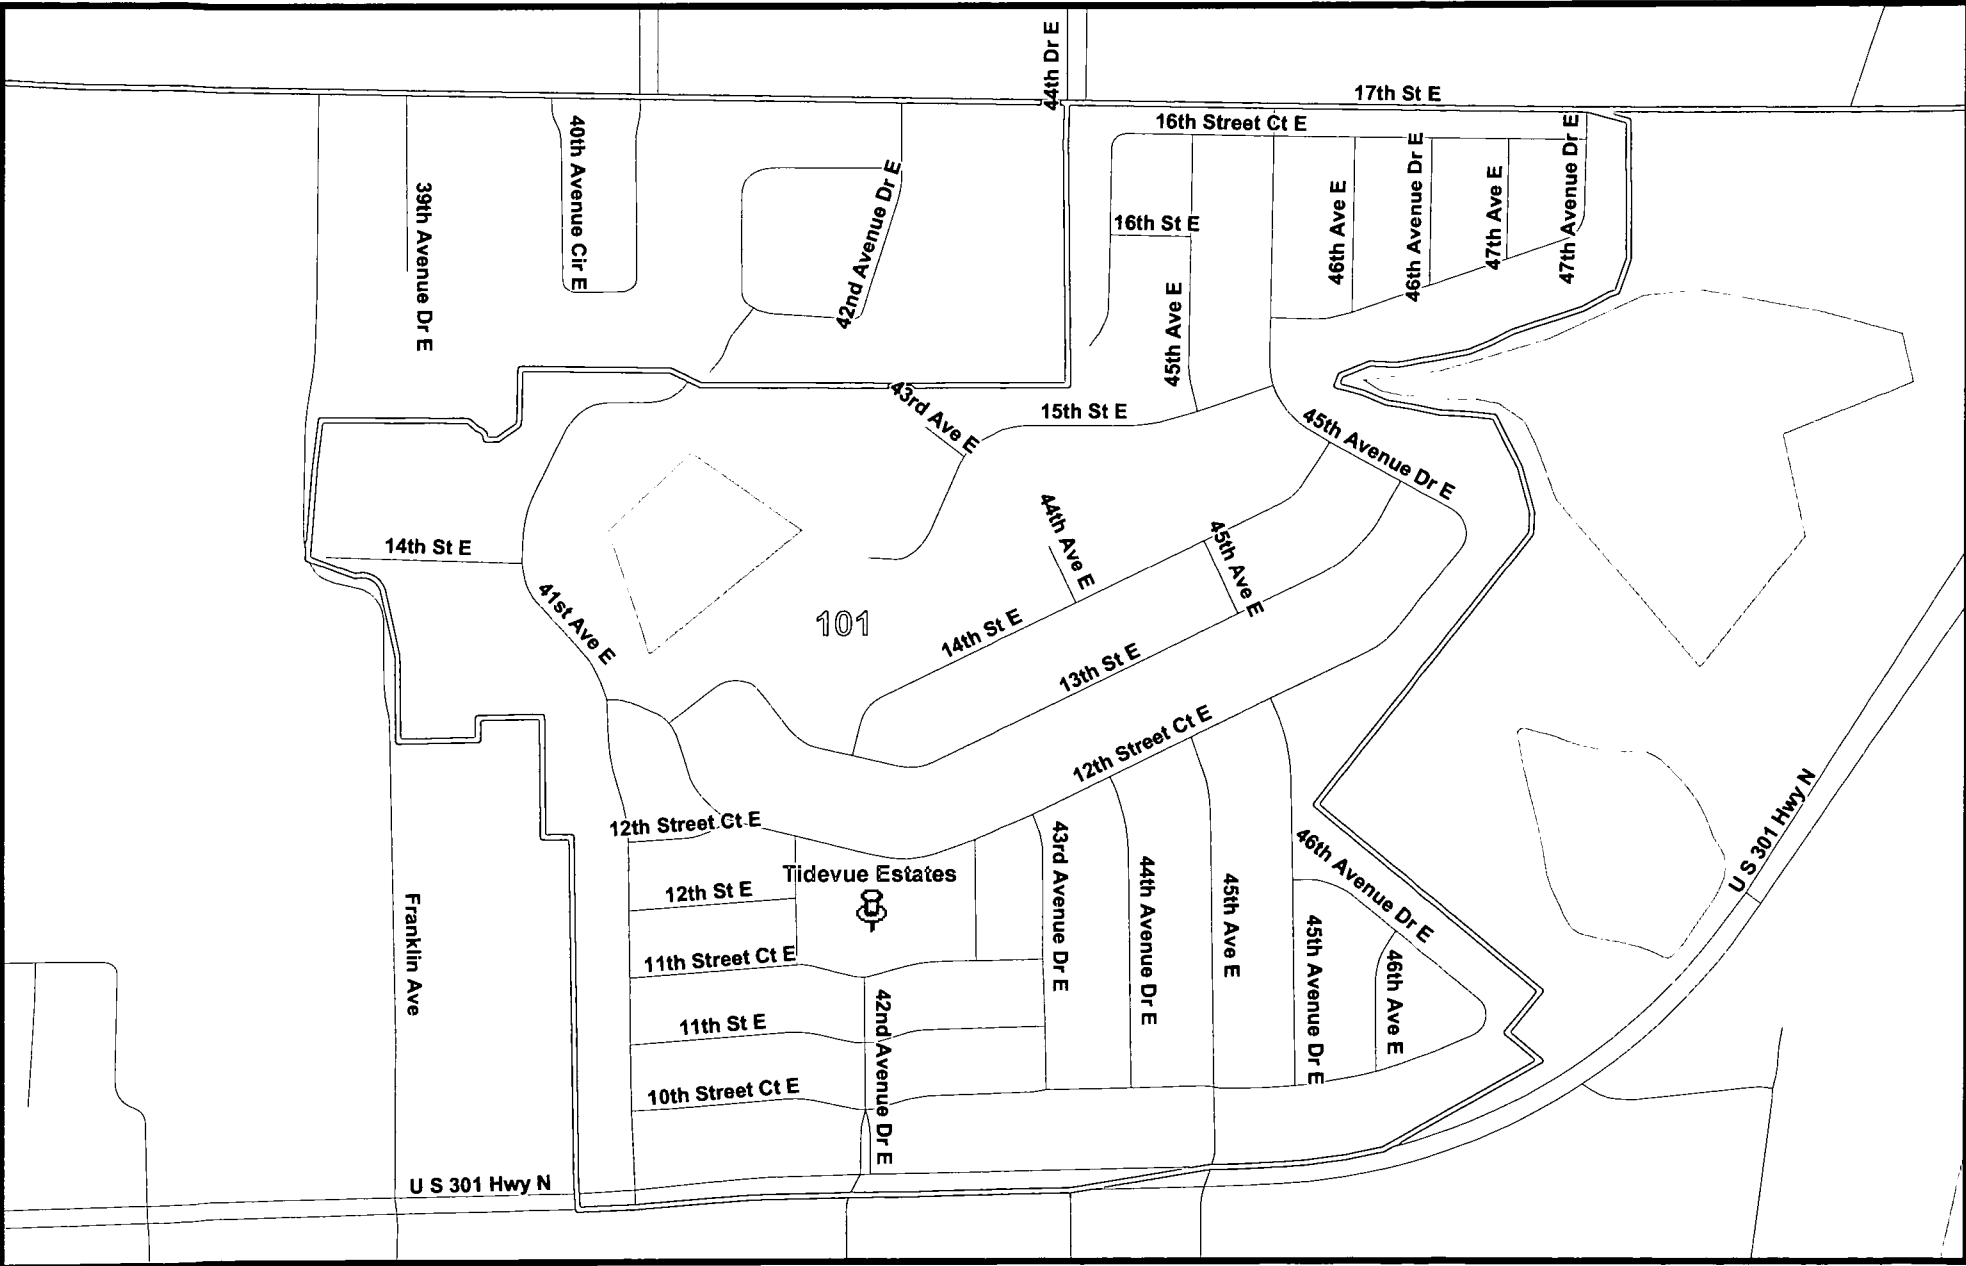 44th Dr E
17th St E
16th Street Ct E
40th Avenue Cir E
39th Avenue Dr E
42nd Avenue Dr E
16th St E
46th Ave E
46th Avenue Dr E
47th Ave E
47th Avenue Dr E
45th Ave E
43rd Ave E
15th St E
45th Avenue Dr E
14th St E
44th Ave E
45th Ave E
41st Ave E
101
14th St E
13th St E
12th Street Ct E
12th Street Ct E
Tidevue Estates
12th St E
11th Street Ct E
11th St E
10th Street Ct E
42nd Avenue Dr E
43rd Avenue Dr E
44th Avenue Dr E
45th Ave E
46th Avenue Dr E
45th Avenue Dr E
46th Ave E
U S 301 Hwy N
Franklin Ave
U S 301 Hwy N